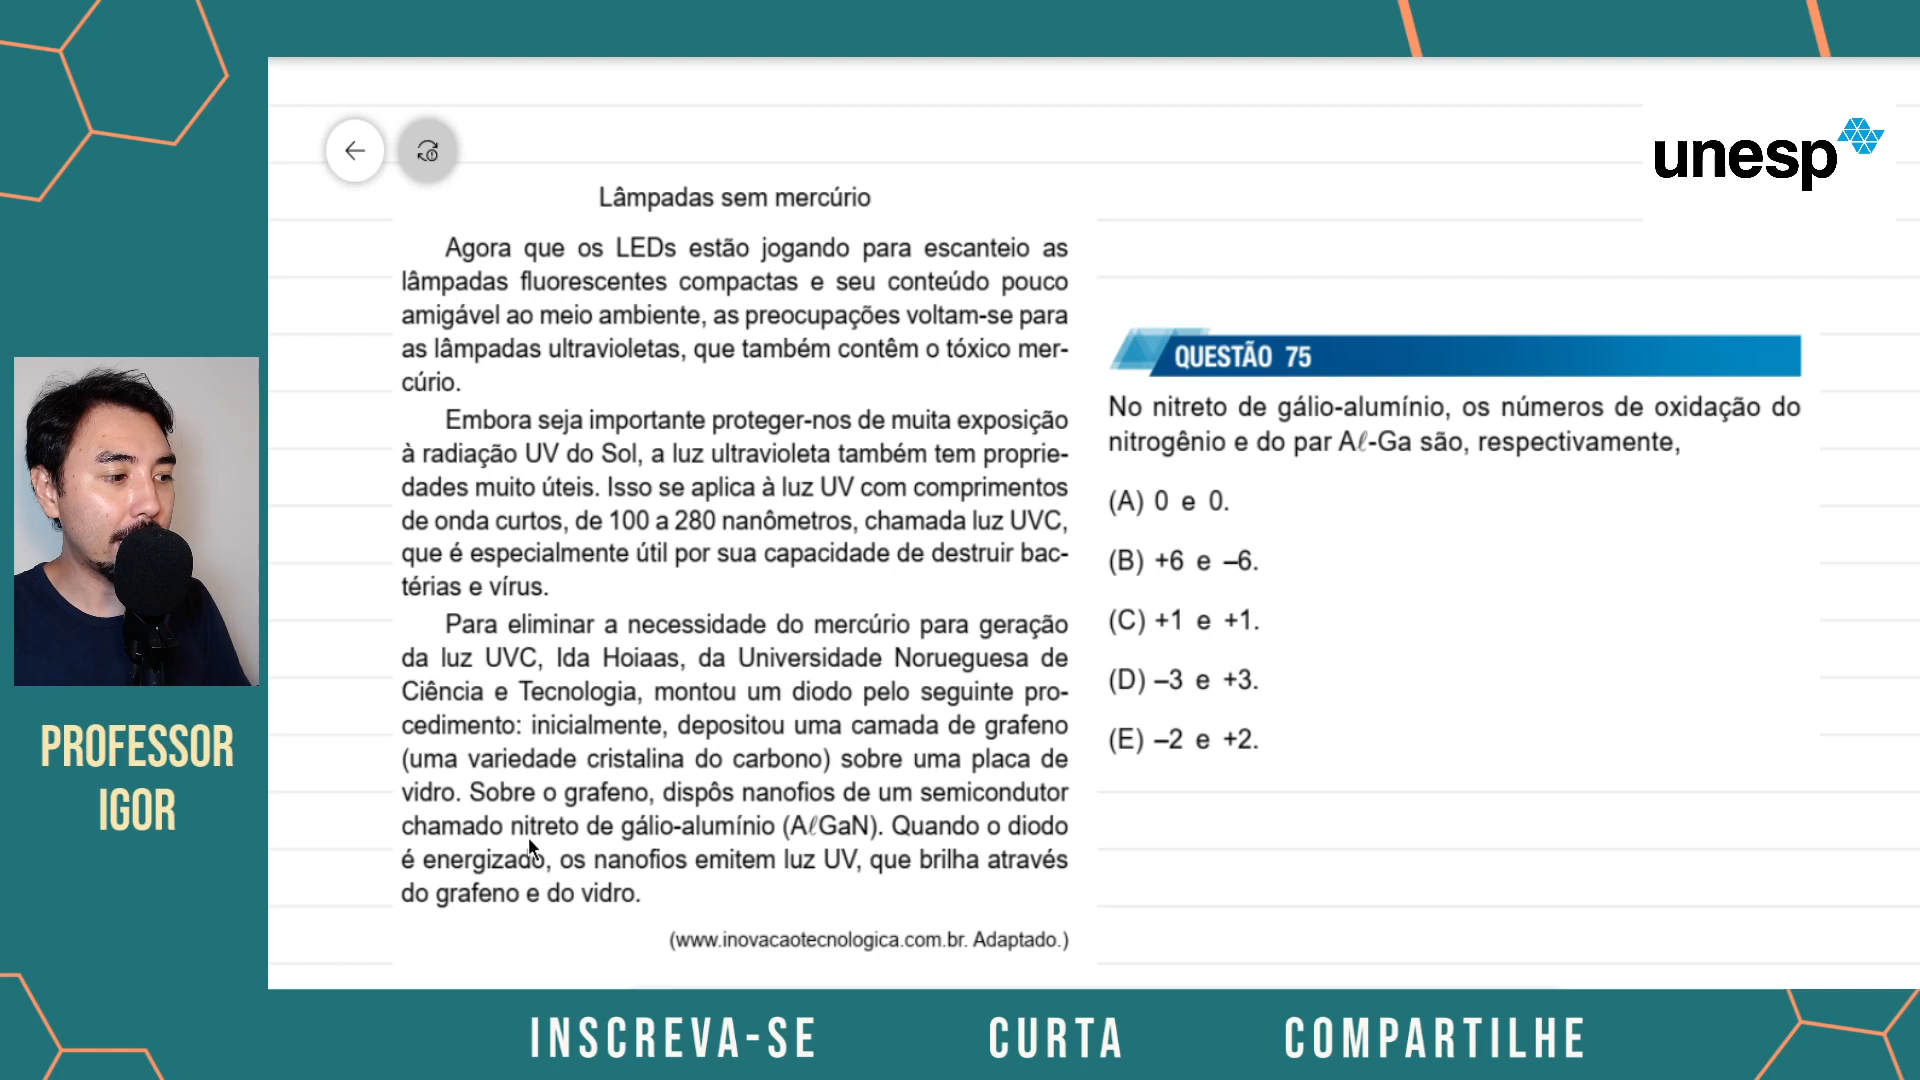 unesp
Lâmpadas sem mercúrio
Agora que os LEDs estão jogando para escanteio as
lâmpadas fluorescentes compactas e seu conteúdo pouco
amigável ao meio ambiente, as preocupações voltam-se para
as lâmpadas ultravioletas, que também contêm o tóxico mer-
cúrio.
Embora seja importante proteger-nos de muita exposição
à radiação UV do Sol, a luz ultravioleta também tem proprie-
dades muito úteis. Isso se aplica à luz UV com comprimentos
de onda curtos, de 100 a 280 nanômetros, chamada luz UVC,
que é especialmente útil por sua capacidade de destruir bac-
térias e vírus.
Para eliminar a necessidade do mercúrio para geração
da luz UVC, Ida Hoiaas, da Universidade Norueguesa de
Ciência e Tecnologia, montou um diodo pelo seguinte pro-
cedimento: inicialmente, depositou uma camada de grafeno
(uma variedade cristalina do carbono) sobre uma placa de
vidro. Sobre o grafeno, dispôs nanofios de um semicondutor
chamado nitreto de gálio-alumínio (AℓGaN). Quando o diodo
é energizado, os nanofios emitem luz UV, que brilha através
do grafeno e do vidro.
(www.inovacaotecnologica.com.br. Adaptado.)
QUESTÃO 75
No nitreto de gálio-alumínio, os números de oxidação do
nitrogênio e do par Aℓ-Ga são, respectivamente,
(A) 0 e 0.
(B) +6 e –6.
(C) +1 e +1.
(D) –3 e +3.
(E) –2 e +2.
PROFESSOR
IGOR
INSCREVA-SE
CURTA
COMPARTILHE